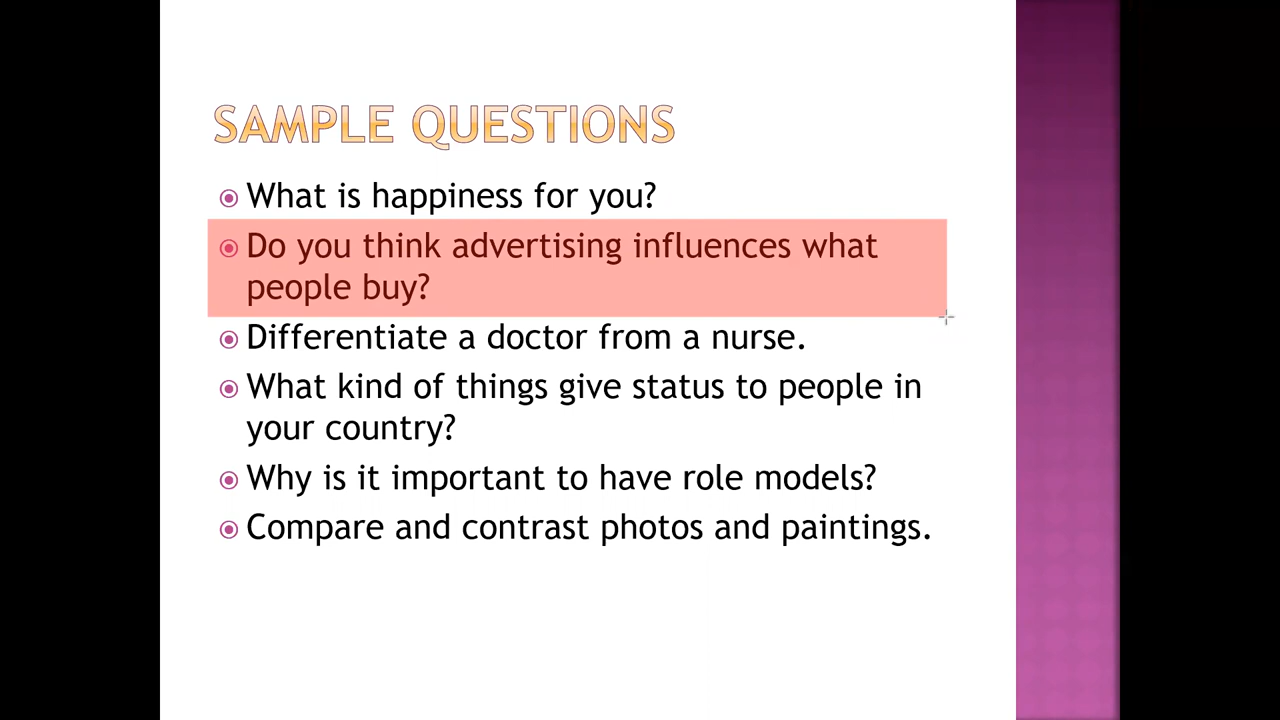 SAMPLE QUESTIONS
What is happiness for you?
Do you think advertising influences what
people buy?
Differentiate a doctor from a nurse.
What kind of things give status to people in
your country?
Why is it important to have role models?
Compare and contrast photos and paintings.